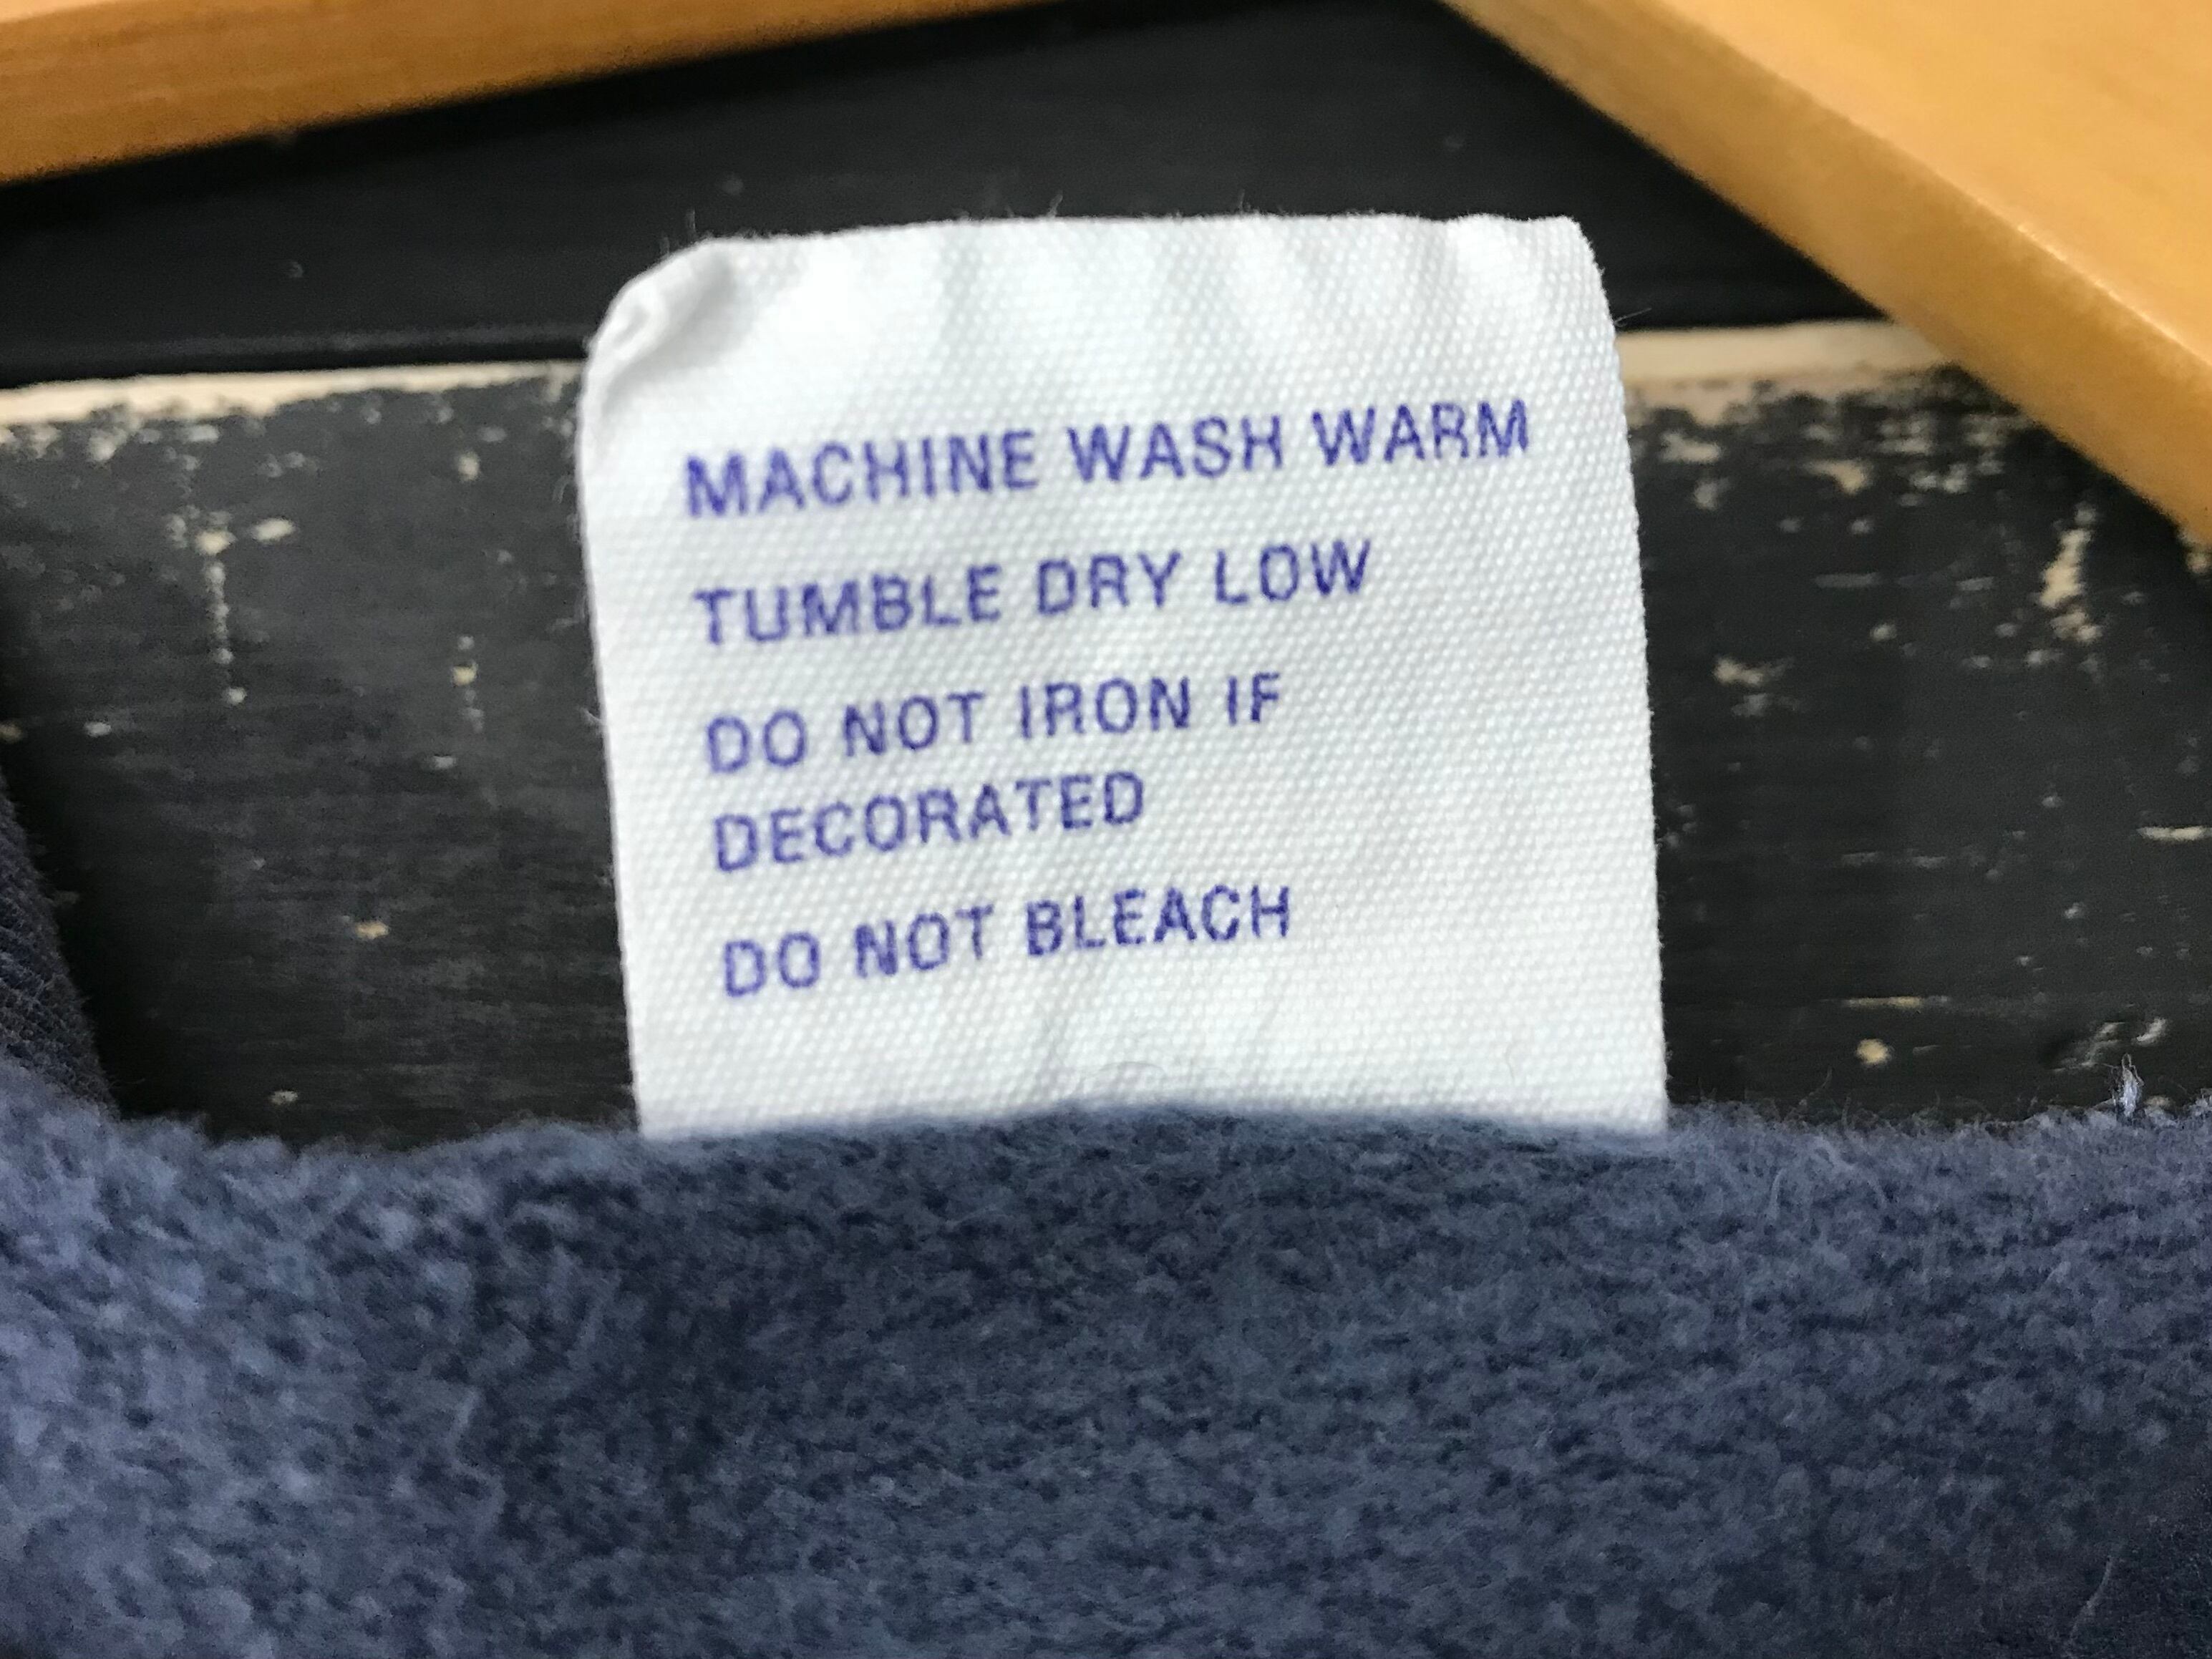 MACHINE WASH WARM
TUMBLE DRY LOW
DO NOT IRON IF
DECORATED
DO NOT BLEACH